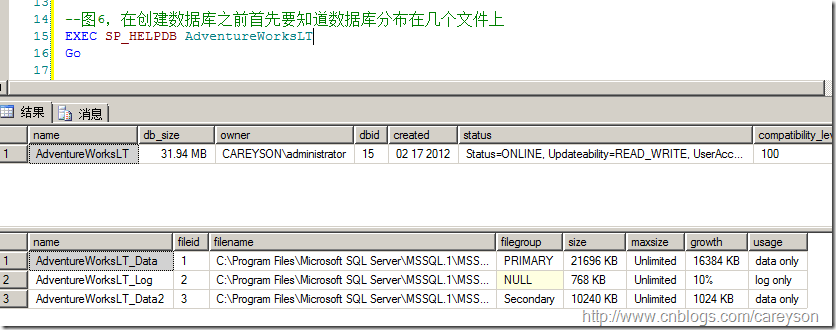 13
14 --图6，在创建数据库之前首先要知道数据库分布在几个文件上
15 EXEC SP_HELPDB AdventureWorksLT
16 Go
17
结果 消息
name db_size owner dbid created status compatibility_leve
1 AdventureWorksLT 31.94 MB CAREYSON\administrator 15 02 17 2012 Status=ONLINE, Updateability=READ_WRITE, UserAcc... 100
name fileid filename filegroup size maxsize growth usage
1 AdventureWorksLT_Data 1 C:\Program Files\Microsoft SQL Server\MSSQL.1\MSS... PRIMARY 21696 KB Unlimited 16384 KB data only
2 AdventureWorksLT_Log 2 C:\Program Files\Microsoft SQL Server\MSSQL.1\MSS... NULL 768 KB Unlimited 10% log only
3 AdventureWorksLT_Data2 3 C:\Program Files\Microsoft SQL Server\MSSQL.1\MSS... Secondary 10240 KB Unlimited 1024 KB data only
http://www.cnblogs.com/careyson